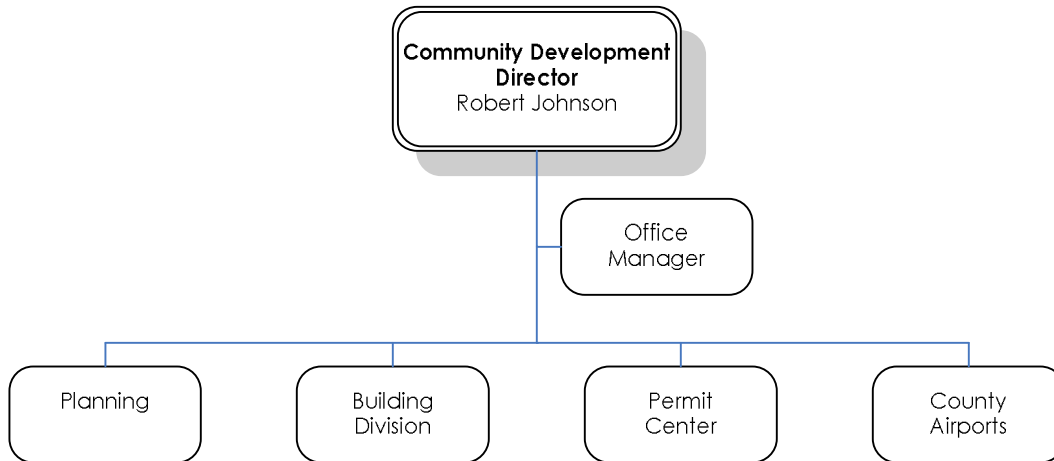 Community Development
Director
Robert Johnson
Office
Manager
Planning
Building
Division
Permit
Center
County
Airports